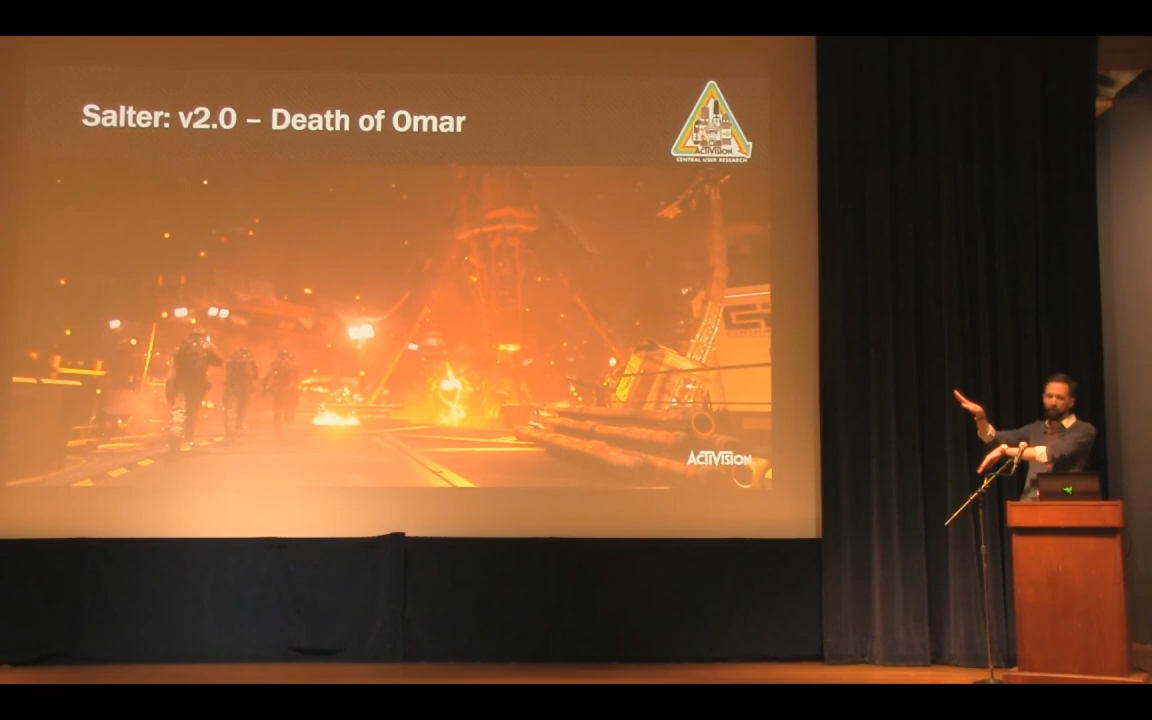 Salter: v2.0 – Death of Omar
ACTIVISION
CENTRAL USER RESEARCH
ACTIVISION